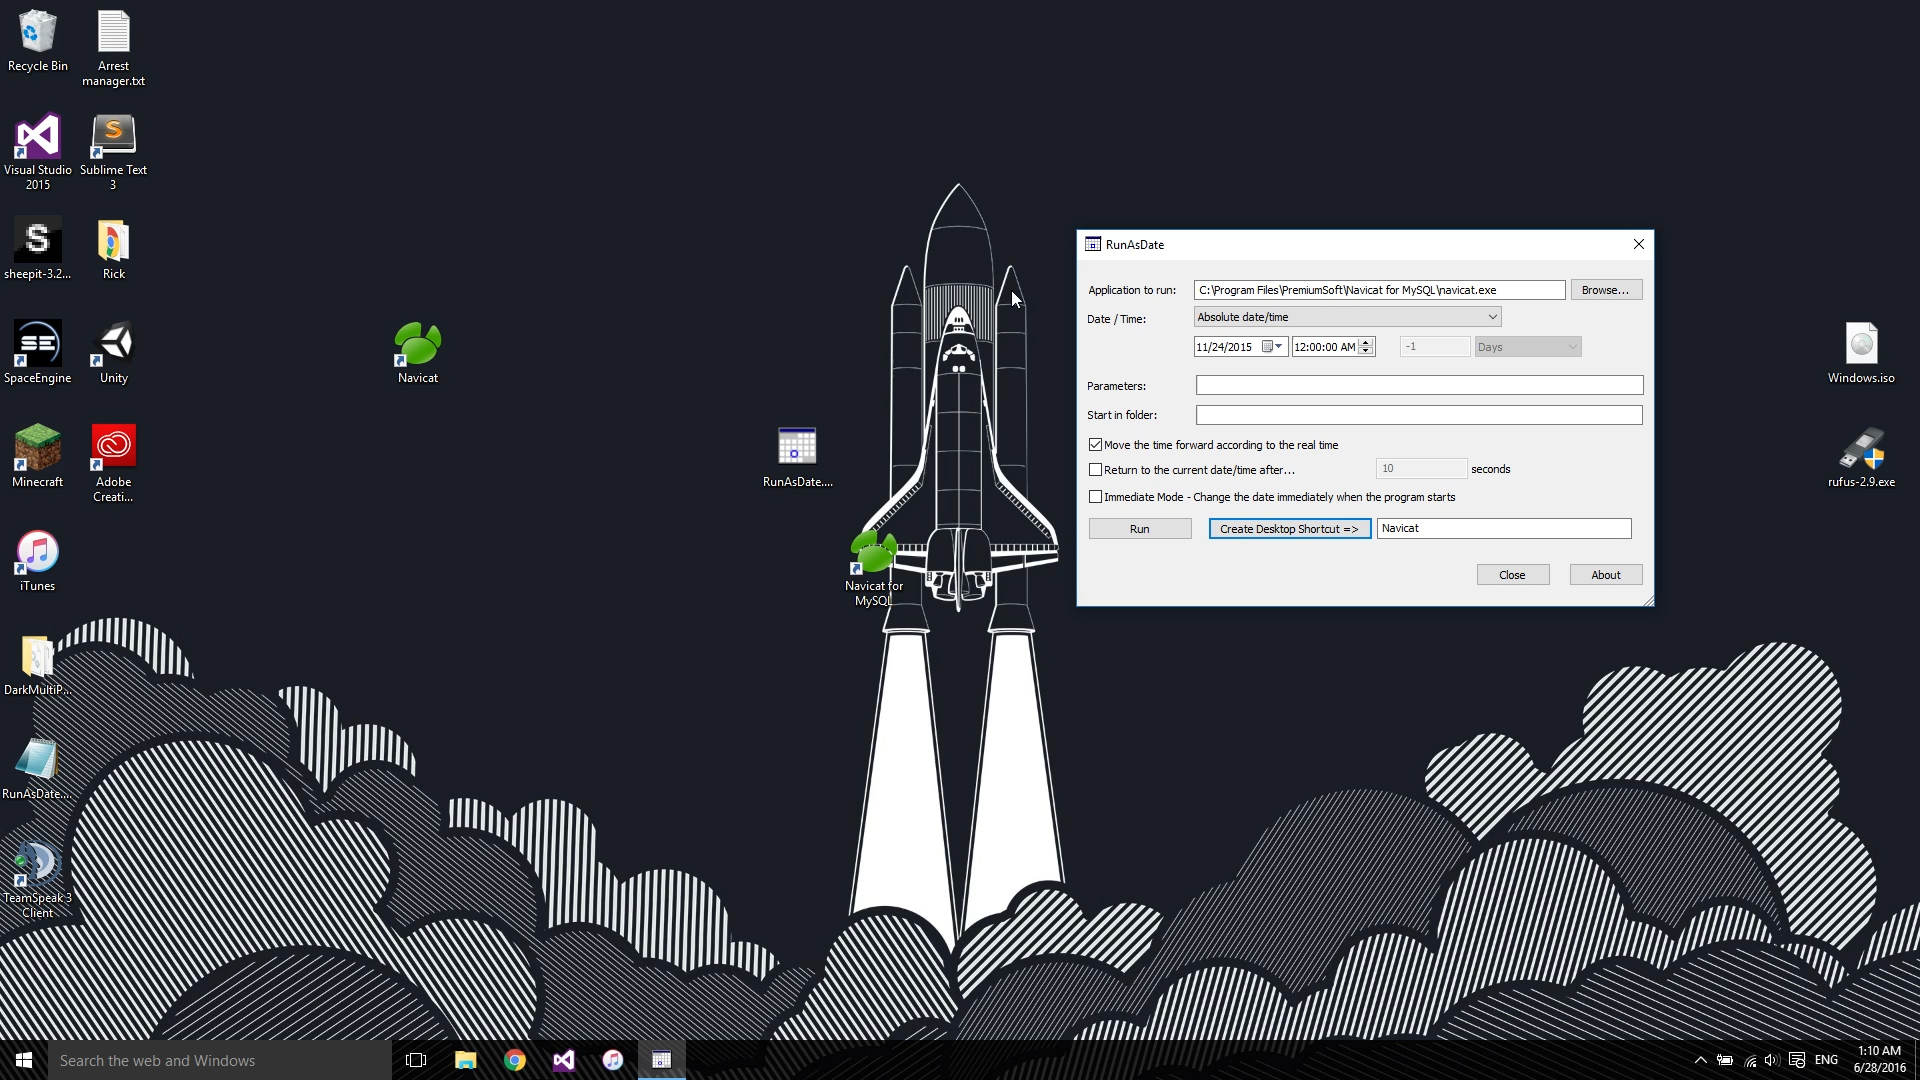 Recycle Bin
Arrest
manager.txt
Visual Studio
2015
Sublime Text
3
sheepit-3.2...
Rick
SpaceEngine
Unity
Minecraft
Adobe
Creati...
iTunes
DarkMultiP...
RunAsDate....
TeamSpeak 3
Client
Navicat
RunAsDate....
Navicat for
MySQL
RunAsDate
Application to run:
C:\Program Files\PremiumSoft\Navicat for MySQL\navicat.exe
Browse...
Date / Time:
Absolute date/time
11/24/2015
12:00:00 AM
-1
Days
Parameters:
Start in folder:
Move the time forward according to the real time
Return to the current date/time after...
10
seconds
Immediate Mode - Change the date immediately when the program starts
Run
Create Desktop Shortcut =>
Navicat
Close
About
Windows.iso
rufus-2.9.exe
Search the web and Windows
ENG
1:10 AM
6/28/2016